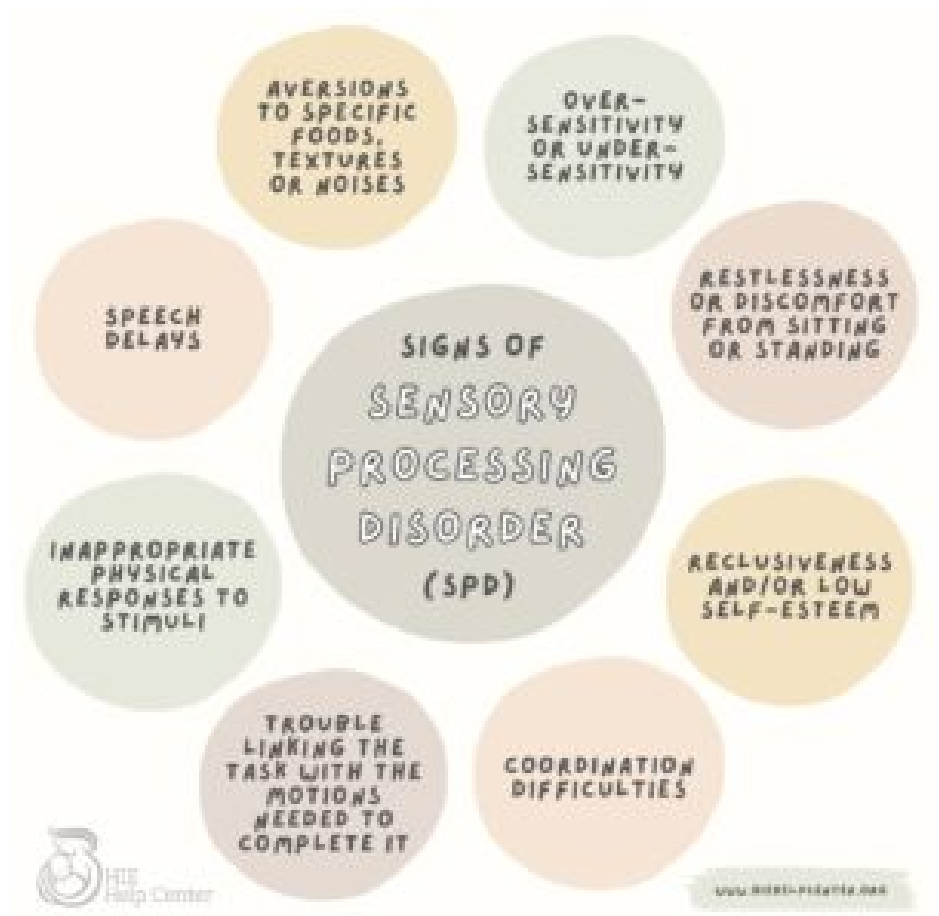 AVERSIONS
TO SPECIFIC
FOODS,
TEXTURES
OR NOISES
OVER-
SENSITIVITY
OR UNDER-
SENSITIVITY
SPEECH
DELAYS
RESTLESSNESS
OR DISCOMFORT
FROM SITTING
OR STANDING
SIGNS OF
SENSORY
PROCESSING
DISORDER
(SPD)
INAPPROPRIATE
PHYSICAL
RESPONSES TO
STIMULI
RECLUSIVENESS
AND/OR LOW
SELF-ESTEEM
TROUBLE
LINKING THE
TASK WITH THE
MOTIONS
NEEDED TO
COMPLETE IT
COORDINATION
DIFFICULTIES
HIE
Help Center